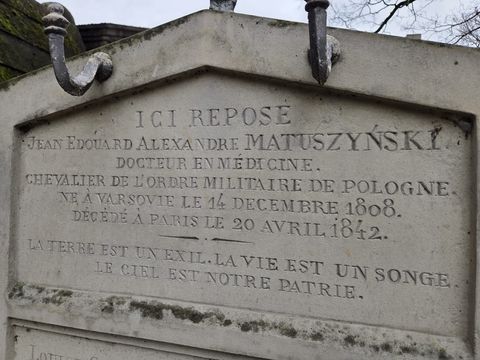 ICI REPOSE
JEAN EDOUARD ALEXANDRE MATUSZYŃSKI
DOCTEUR EN MÉDICINE.
CHEVALIER DE L'ORDRE MILITAIRE DE POLOGNE.
NÉ A VARSOVIE LE 14 DECEMBRE 1808.
DÉCÉDÉ À PARIS LE 20 AVRIL 1842.
LA TERRE EST UN EXIL. LA VIE EST UN SONGE.
LE CIEL EST NOTRE PATRIE.